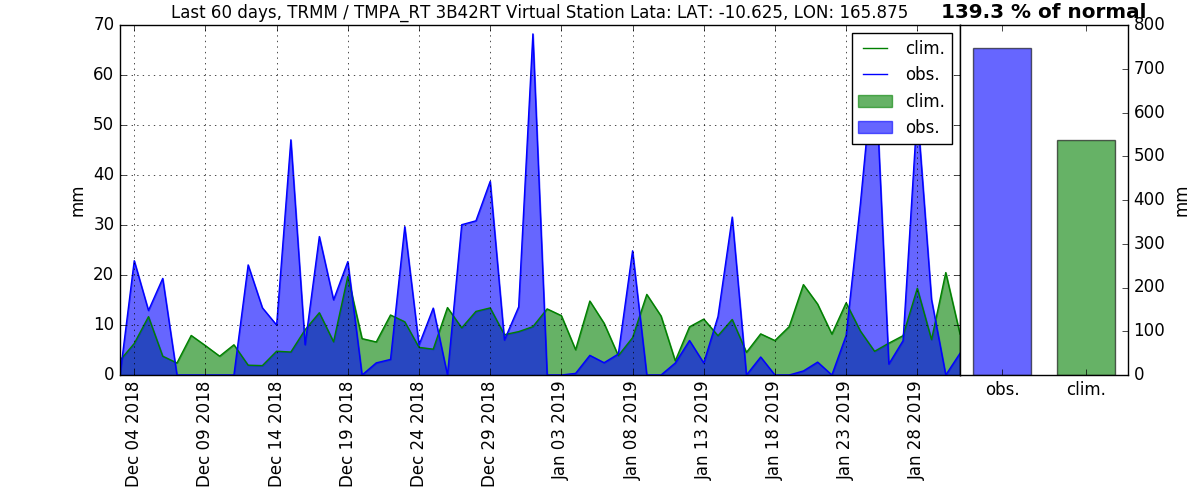 Last 60 days, TRMM / TMPA_RT 3B42RT Virtual Station Lata: LAT: -10.625, LON: 165.875
139.3 % of normal
70
60
50
40
30
20
10
0
mm
clim.
obs.
clim.
obs.
800
700
600
500
400
300
200
100
0
mm
Dec 04 2018
Dec 09 2018
Dec 14 2018
Dec 19 2018
Dec 24 2018
Dec 29 2018
Jan 03 2019
Jan 08 2019
Jan 13 2019
Jan 18 2019
Jan 23 2019
Jan 28 2019
obs.
clim.